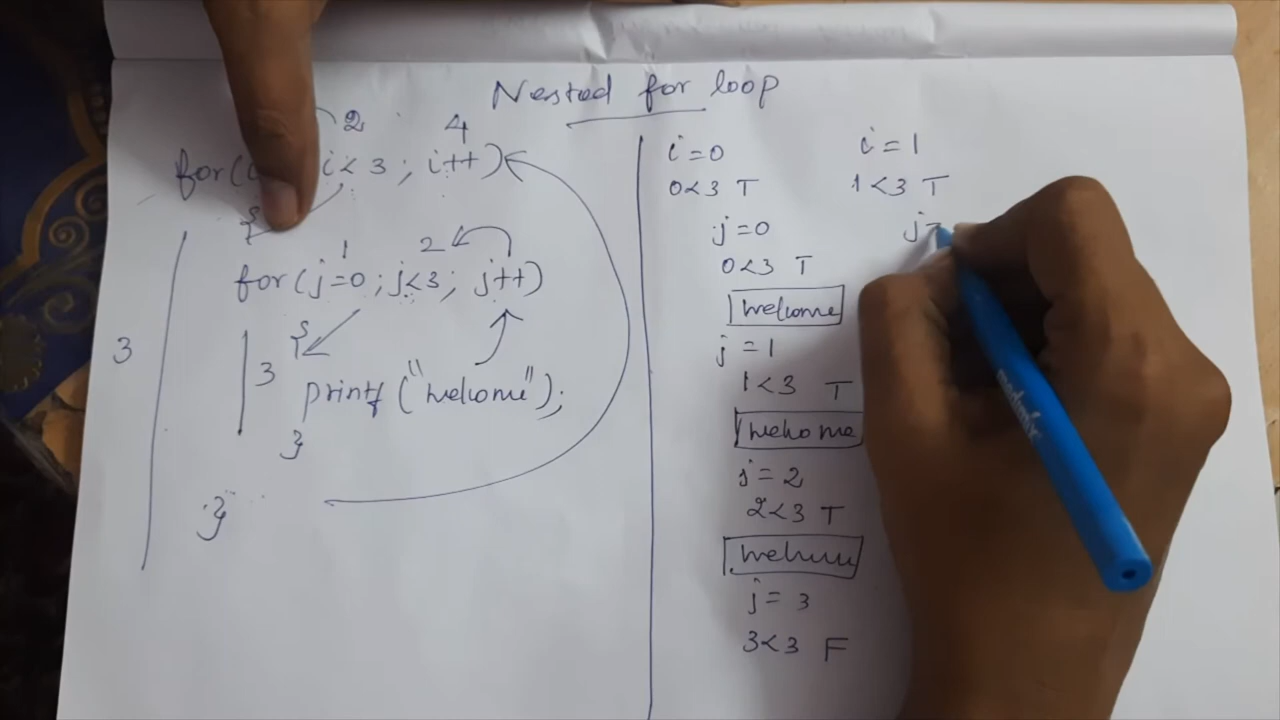 Nested for loop
2 4
for(i i<3 ; i++)
{
1 2
for(j=0 ; j<3 ; j++)
{
3
3
printf ("welcome");
}
}
i=0
0<3 T
j=0
0<3 T
welcome
j=1
1<3 T
welcome
j=2
2<3 T
welcome
j=3
3<3 F
i=1
1<3 T
j=